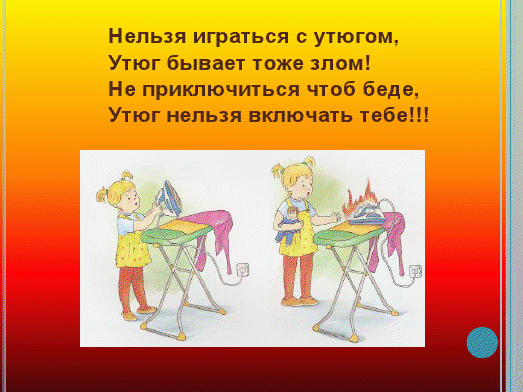 Нельзя играться с утюгом,
Утюг бывает тоже злом!
Не приключиться чтоб беде,
Утюг нельзя включать тебе!!!